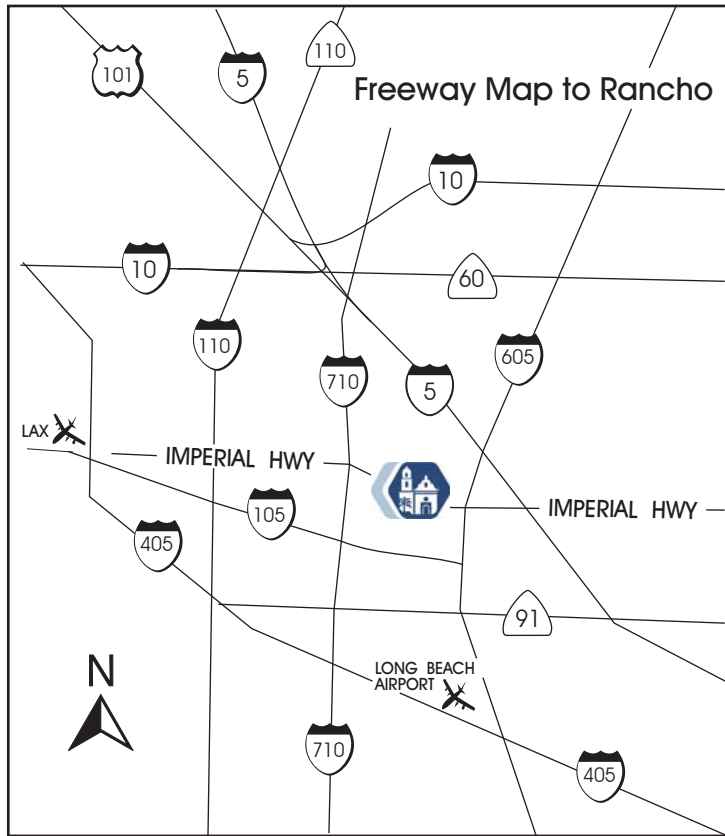 110
101
5
Freeway Map to Rancho
10
10
60
110
605
710
5
LAX
IMPERIAL HWY
105
IMPERIAL HWY
405
91
N
LONG BEACH
AIRPORT
710
405